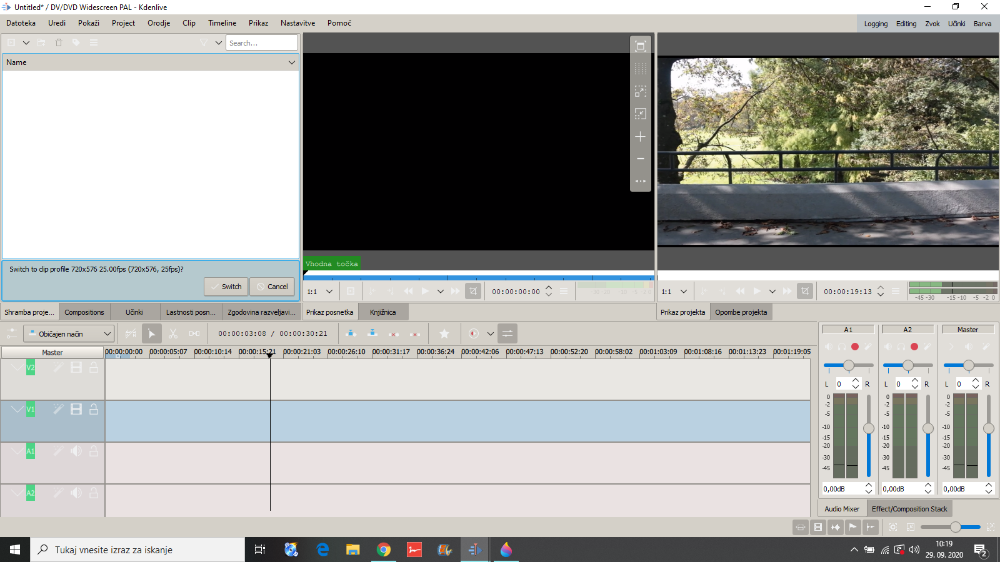 Untitled* / DV/DVD Widescreen PAL - Kdenlive
Datoteka Uredi Pokaži Project Orodje Clip Timeline Prikaz Nastavitve Pomoč
Logging Editing Zvok Učinki Barva
Search...
Name
Switch to clip profile 720x576 25.00fps (720x576, 25fps)?
Switch Cancel
Vhodna točka
1:1 00:00:00:00 -30 -20 -10 -5 -2 0
1:1 00:00:19:13 -45 -30 -15 -10 -5 -2 0
Shramba proje... Compositions Učinki Lastnosti posn... Zgodovina razveljavi... Prikaz posnetka Knjižnica Prikaz projekta Opombe projekta
Običajen način 00:00:03:08 / 00:00:30:21
Master 00:00:00:00 00:00:05:07 00:00:10:14 00:00:15:21 00:00:21:03 00:00:26:10 00:00:31:17 00:00:36:24 00:00:42:06 00:00:47:13 00:00:52:20 00:00:58:02 00:01:03:09 00:01:08:16 00:01:13:23 00:01:19:05
V2
V1
A1
A2
A1 A2 Master
L 0 R L 0 R L 0 R
0 0 0
-2 -2 -2
-5 -5 -5
-10 -10 -10
-15 -15 -15
-20 -20 -20
-30 -30 -30
-45 -45 -45
0,00dB 0,00dB 0,00dB
Audio Mixer Effect/Composition Stack
Tukaj vnesite izraz za iskanje
10:19
29. 09. 2020
2